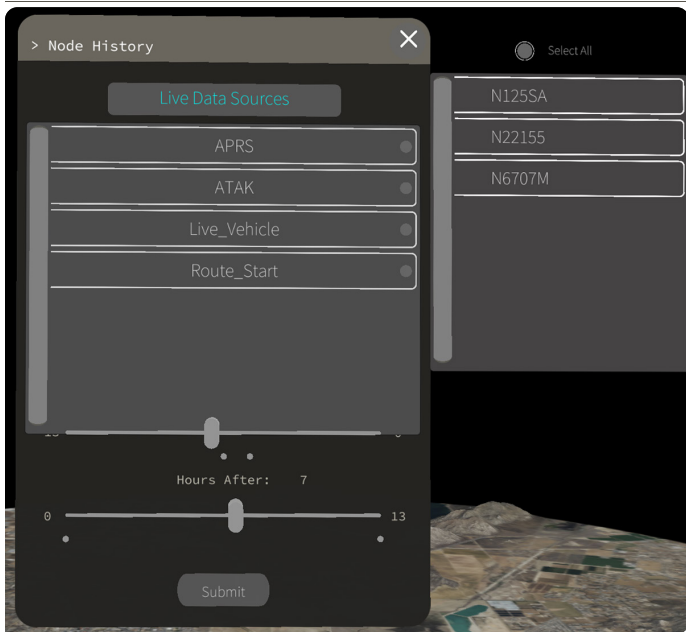 > Node History
Select All
Live Data Sources
N125SA
N22155
N6707M
APRS
ATAK
Live_Vehicle
Route_Start
Hours After: 7
0 13
Submit